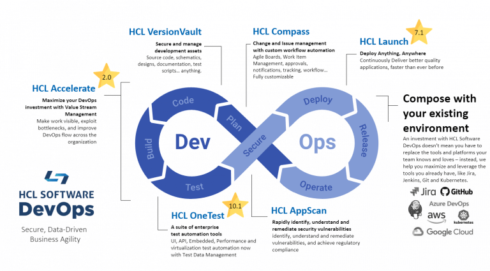 HCL VersionVault
Secure and manage
development assets
Source code, schematics,
designs, documentation, test
scripts... anything.
HCL Compass
Change and issue management
with custom workflow automation
Agile Boards, Work Item
Management, approvals,
notifications, tracking, workflow...
Fully customizable
7.1
HCL Launch
Deploy Anything, Anywhere
Continuously Deliver better quality
applications, faster than ever before
2.0
HCL Accelerate
Maximize your DevOps
investment with Value Stream
Management
Make work visible, exploit
bottlenecks, and improve
DevOps flow across the
organization
Code
Plan
Build
Dev
Test
Secure
Deploy
Ops
Release
Operate
Compose with
your existing
environment
An investment with HCL Software
DevOps doesn't mean you have to
replace the tools and platforms your
team knows and loves – instead, we
help you maximize and leverage the
tools you already have, like Jira,
Jenkins, Git and Kubernetes.
Jira
GitHub
Azure DevOps
aws
kubernetes
Google Cloud
HCL SOFTWARE
DevOps
Secure, Data-Driven
Business Agility
10.1
HCL OneTest
A suite of enterprise
test automation tools
UI, API, Embedded, Performance and
virtualization test automation now
with Test Data Management
HCL AppScan
Rapidly identify, understand and
remediate security vulnerabilities
Identify, understand and remediate
vulnerabilities, and achieve regulatory
compliance